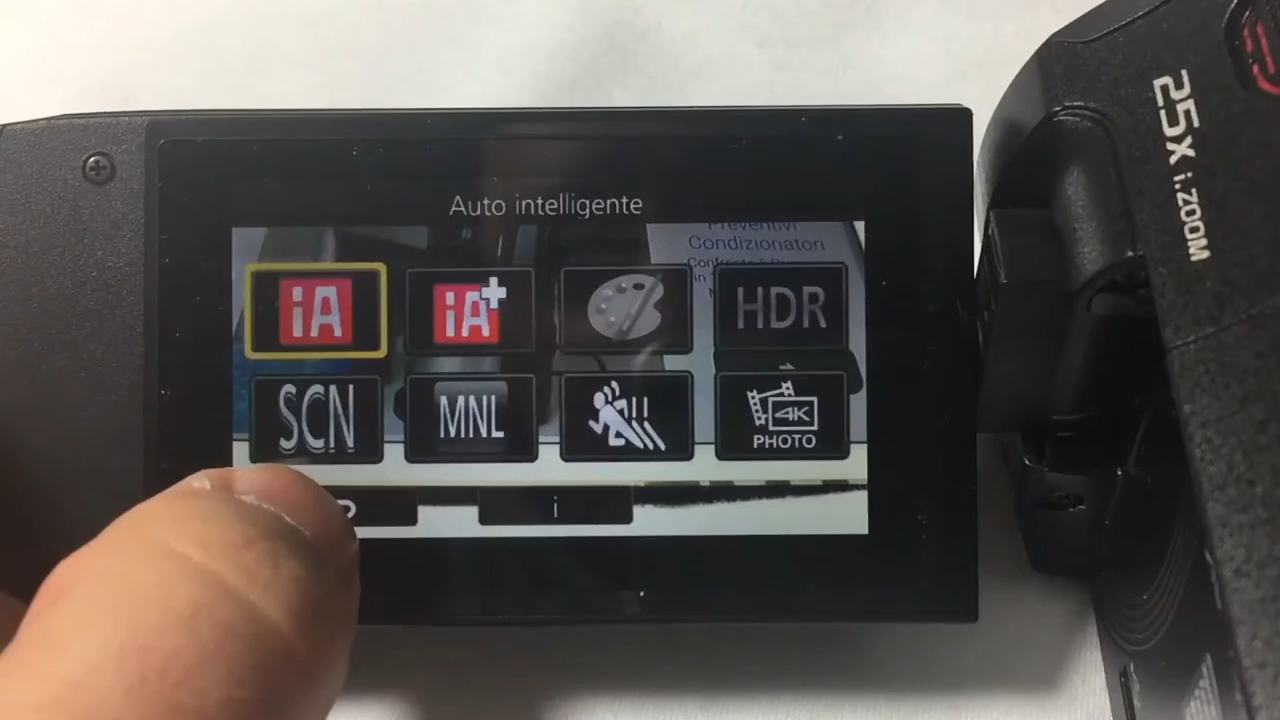 25X i.ZOOM
Auto intelligente
Preventivi
Condizionatori
iA
iA+
HDR
SCN
MNL
4K
PHOTO
i